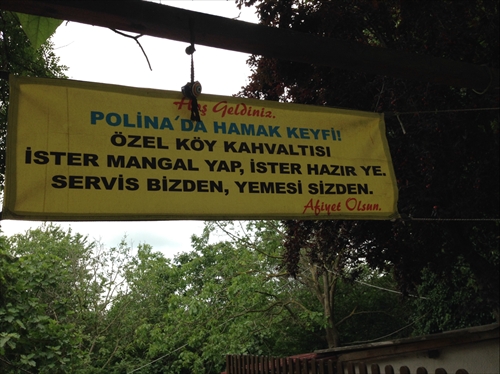 Hoş Geldiniz.
POLİNA'DA HAMAK KEYFİ!
ÖZEL KÖY KAHVALTISI
İSTER MANGAL YAP, İSTER HAZIR YE.
SERVİS BİZDEN, YEMESİ SİZDEN.
Afiyet Olsun.